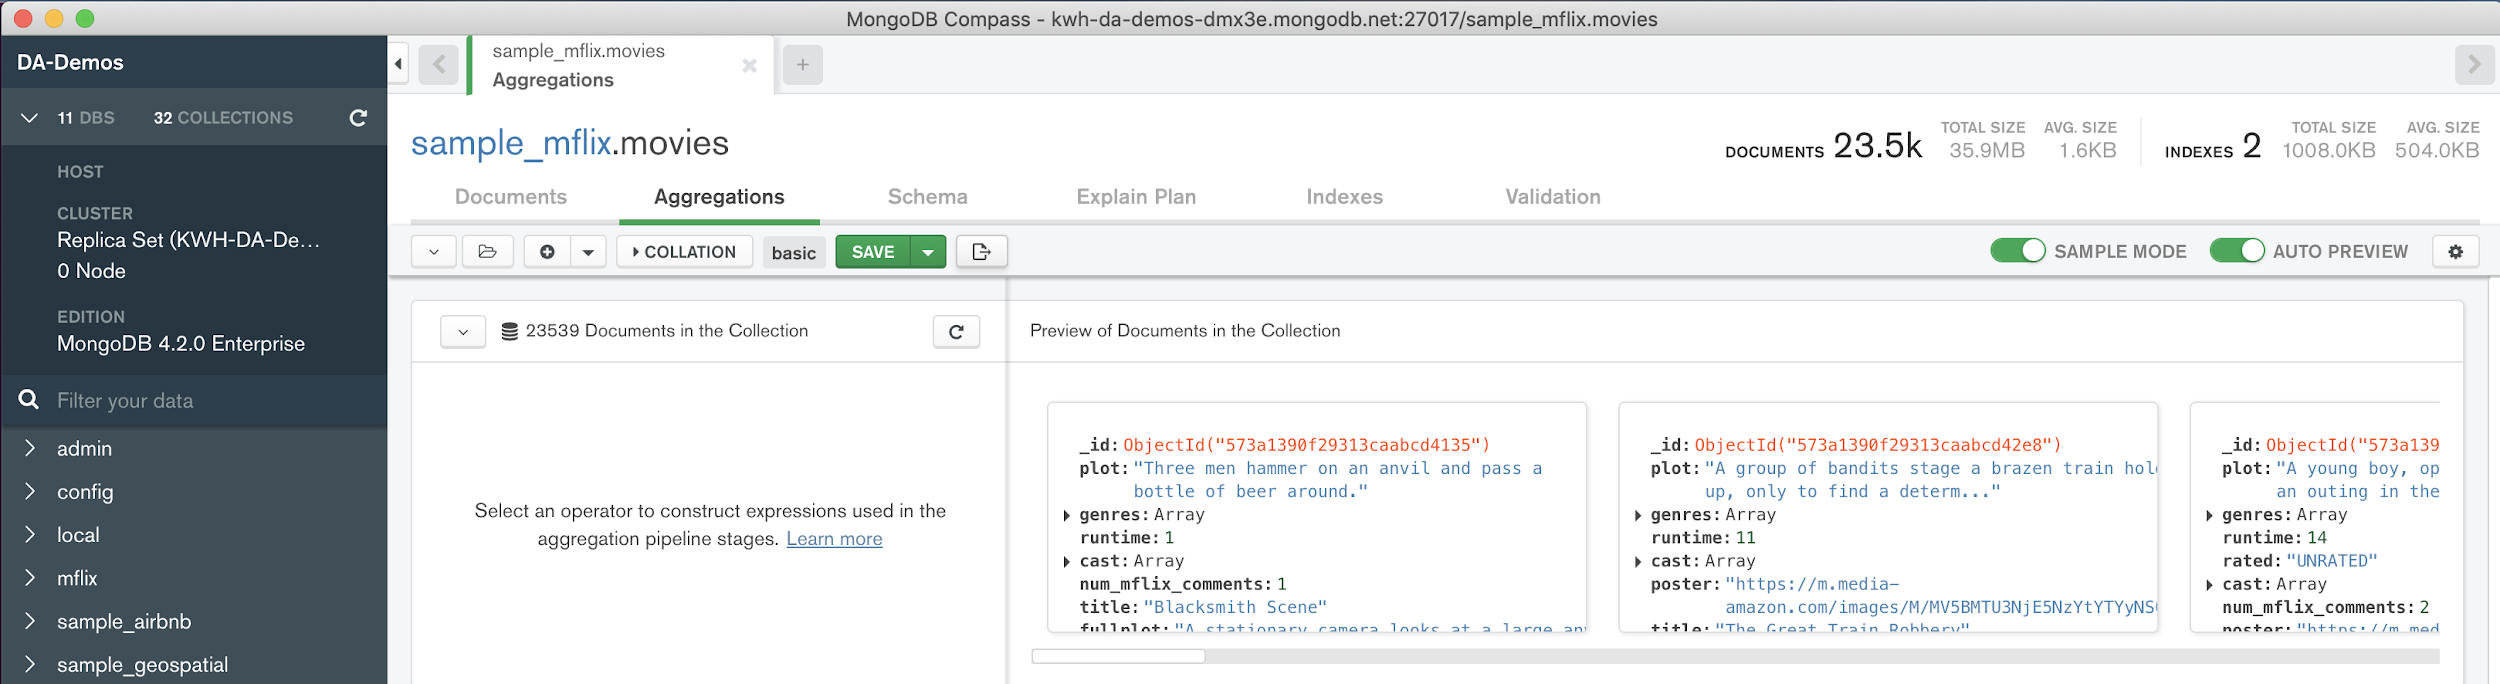 MongoDB Compass - kwh-da-demos-dmx3e.mongodb.net:27017/sample_mflix.movies
DA-Demos
11 DBS 32 COLLECTIONS
HOST
CLUSTER
Replica Set (KWH-DA-De...
0 Node
EDITION
MongoDB 4.2.0 Enterprise
Filter your data
admin
config
local
mflix
sample_airbnb
sample_geospatial
sample_mflix.movies
Aggregations
sample_mflix.movies
DOCUMENTS 23.5k TOTAL SIZE 35.9MB AVG. SIZE 1.6KB
INDEXES 2 TOTAL SIZE 1008.0KB AVG. SIZE 504.0KB
Documents Aggregations Schema Explain Plan Indexes Validation
COLLATION basic SAVE SAMPLE MODE AUTO PREVIEW
23539 Documents in the Collection
Select an operator to construct expressions used in the
aggregation pipeline stages. Learn more
Preview of Documents in the Collection
_id: ObjectId("573a1390f29313caabcd4135")
plot: "Three men hammer on an anvil and pass a
bottle of beer around."
genres: Array
runtime: 1
cast: Array
num_mflix_comments: 1
title: "Blacksmith Scene"
fullplot: "A stationary camera looks at a large
_id: ObjectId("573a1390f29313caabcd42e8")
plot: "A group of bandits stage a brazen train hol
up, only to find a determ..."
genres: Array
runtime: 11
cast: Array
poster: "https://m.media-
amazon.com/images/M/MV5BMTU3NjE5NzYtYTYyNS
title: "The Great Train Robbery"
_id: ObjectId("573a139
plot: "A young boy, op
an outing in the
genres: Array
runtime: 14
rated: "UNRATED"
cast: Array
num_mflix_comments: 2
poster: "https://m.med